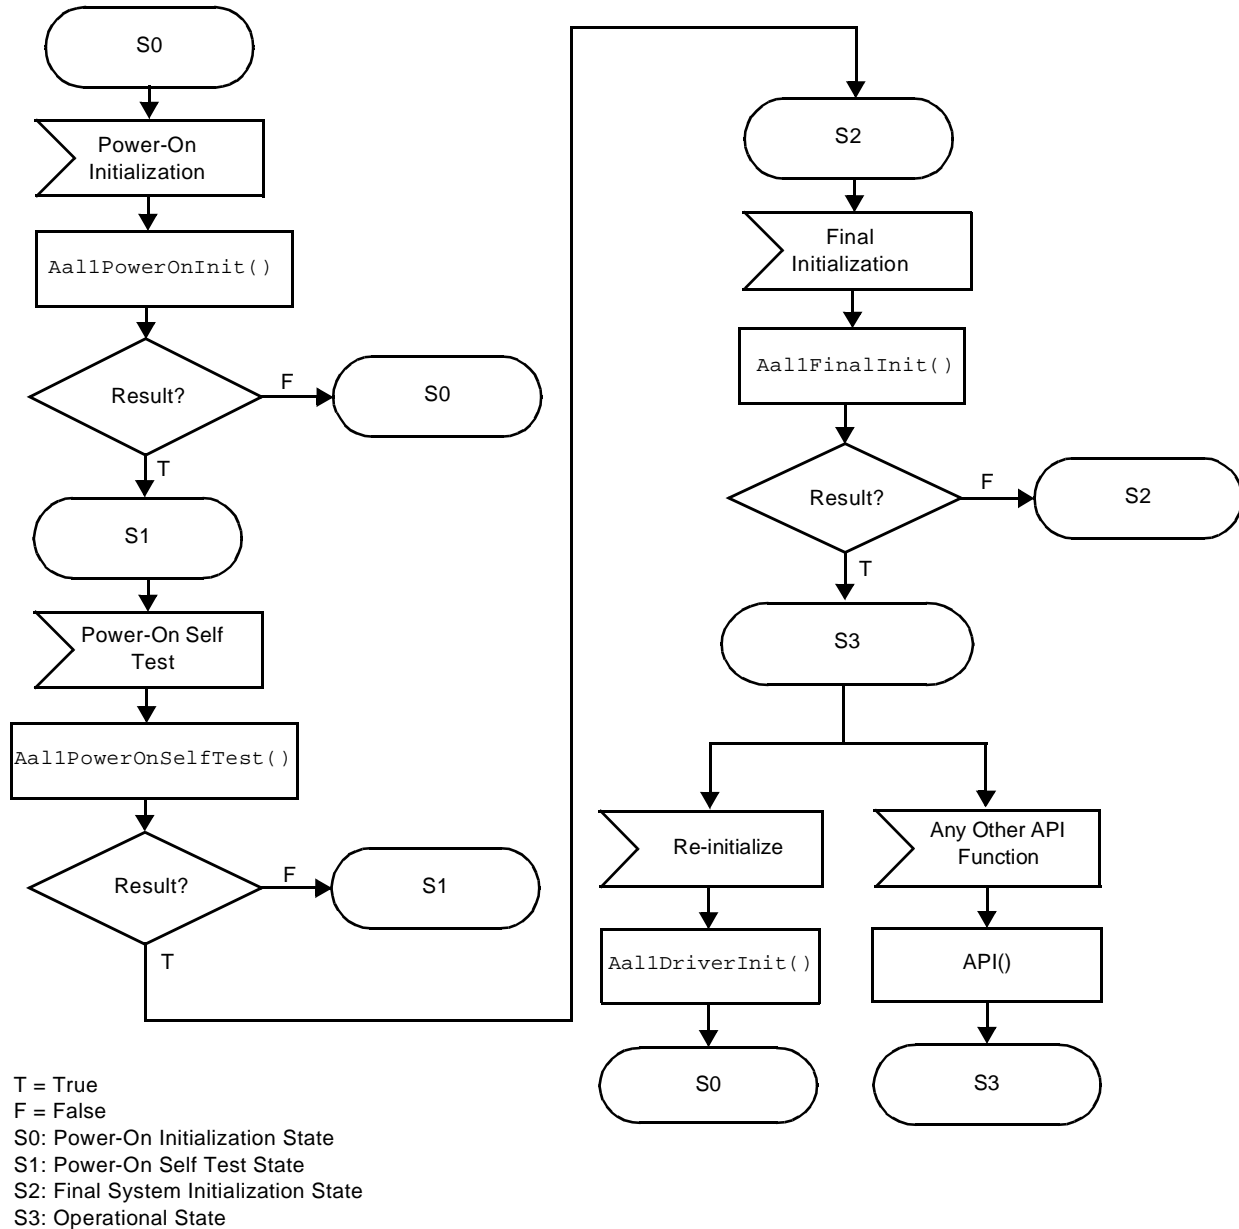 S0
Power-On
Initialization
Aal1PowerOnInit()
Result?
F
S0
T
S1
Power-On Self
Test
Aal1PowerOnSelfTest()
Result?
F
S1
T
S2
Final
Initialization
Aal1FinalInit()
Result?
F
S2
T
S3
Re-initialize
Aal1DriverInit()
S0
Any Other API
Function
API()
S3
T = True
F = False
S0: Power-On Initialization State
S1: Power-On Self Test State
S2: Final System Initialization State
S3: Operational State